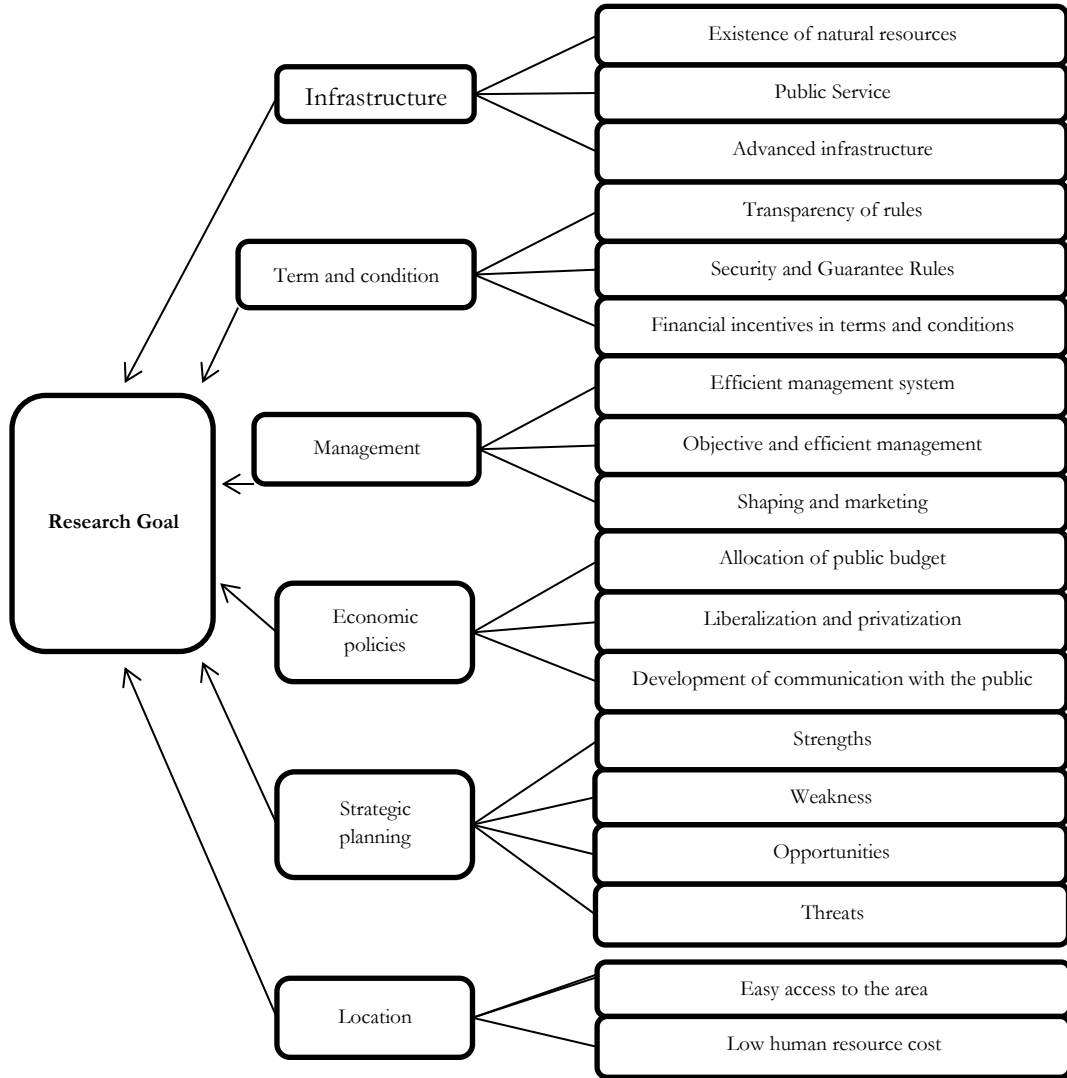 Existence of natural resources
Infrastructure
Public Service
Advanced infrastructure
Transparency of rules
Term and condition
Security and Guarantee Rules
Financial incentives in terms and conditions
Efficient management system
Management
Objective and efficient management
Shaping and marketing
Research Goal
Allocation of public budget
Economic
policies
Liberalization and privatization
Development of communication with the public
Strengths
Strategic
planning
Weakness
Opportunities
Threats
Easy access to the area
Location
Low human resource cost